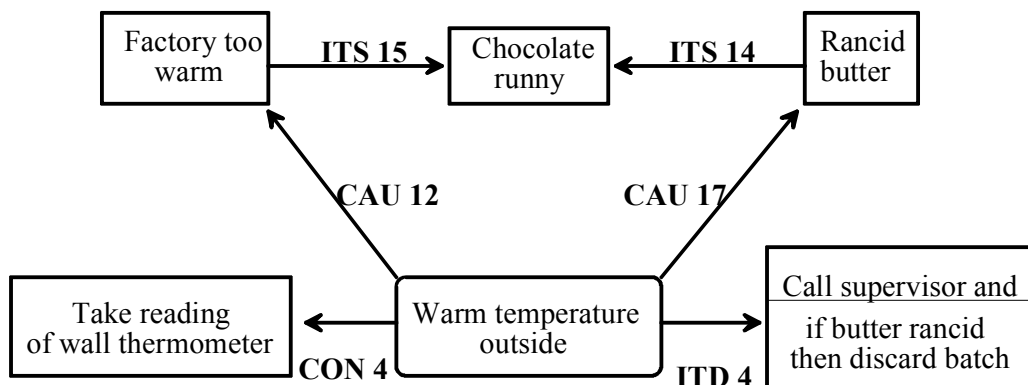 Factory too
warm
ITS 15
Chocolate
runny
ITS 14
Rancid
butter
CAU 12
CAU 17
Take reading
of wall thermometer
CON 4
Warm temperature
outside
ITD 4
Call supervisor and
if butter rancid
then discard batch